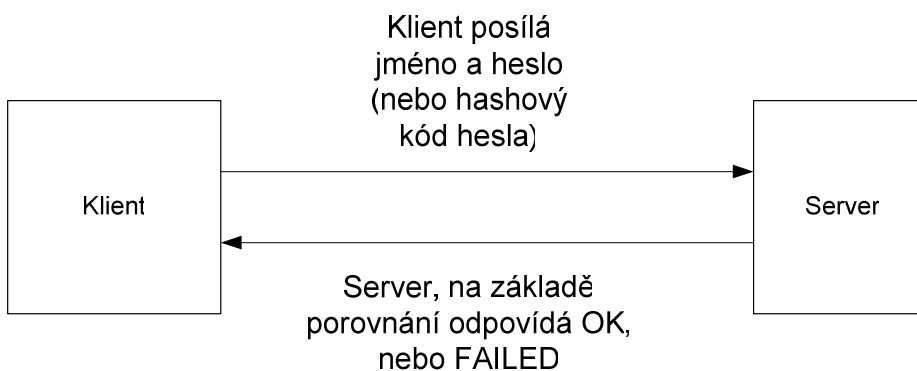 Klient posílá
jméno a heslo
(nebo hashový
kód hesla)
Klient
Server
Server, na základě
porovnání odpovídá OK,
nebo FAILED